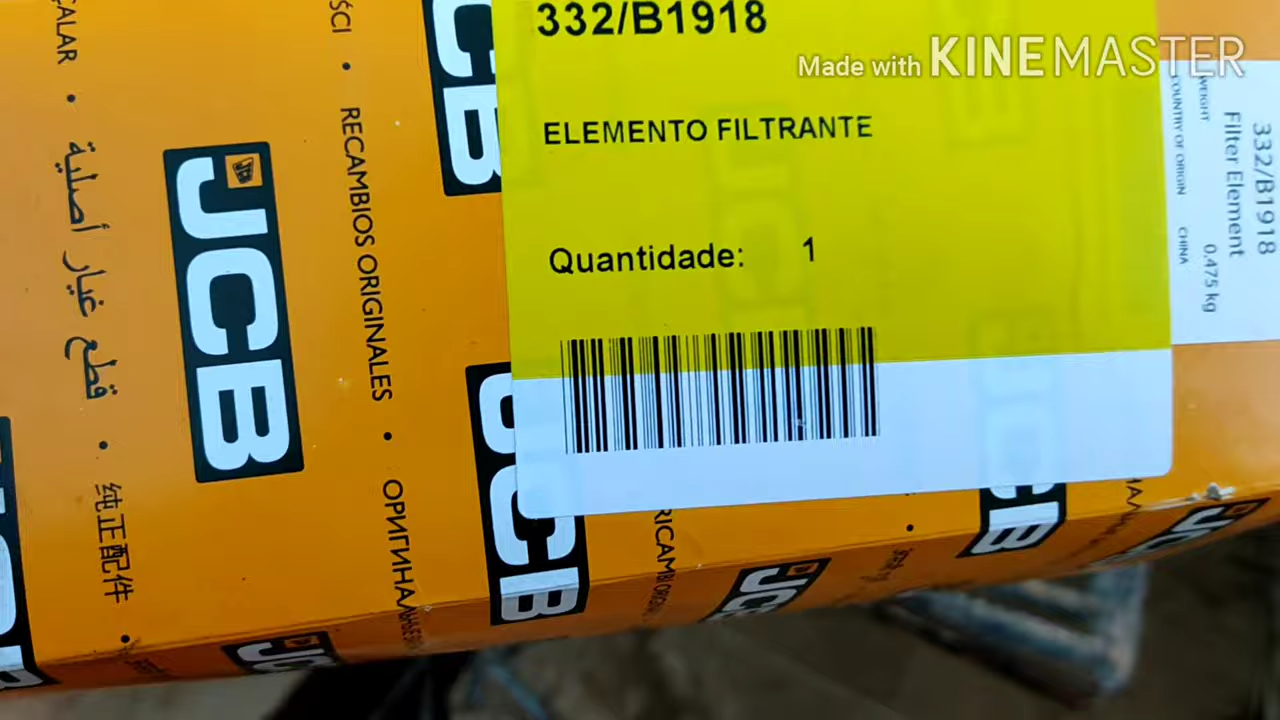 332/B1918
Made with KINEMASTER
ELEMENTO FILTRANTE
Quantidade: 1
332/B1918
Filter Element
0.475 kg
WEIGHT
COUNTRY OF ORIGIN CHINA
JCB
RECAMBIOS ORIGINALES
قطع غيار أصلية
纯正配件
JCB
JCB
JCB
JCB